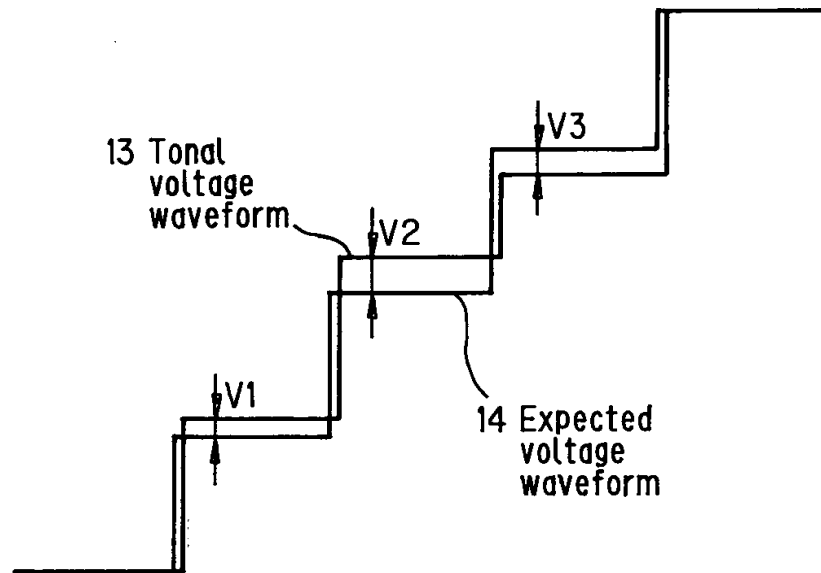 V3
13 Tonal
voltage
waveform
V2
V1
14 Expected
voltage
waveform